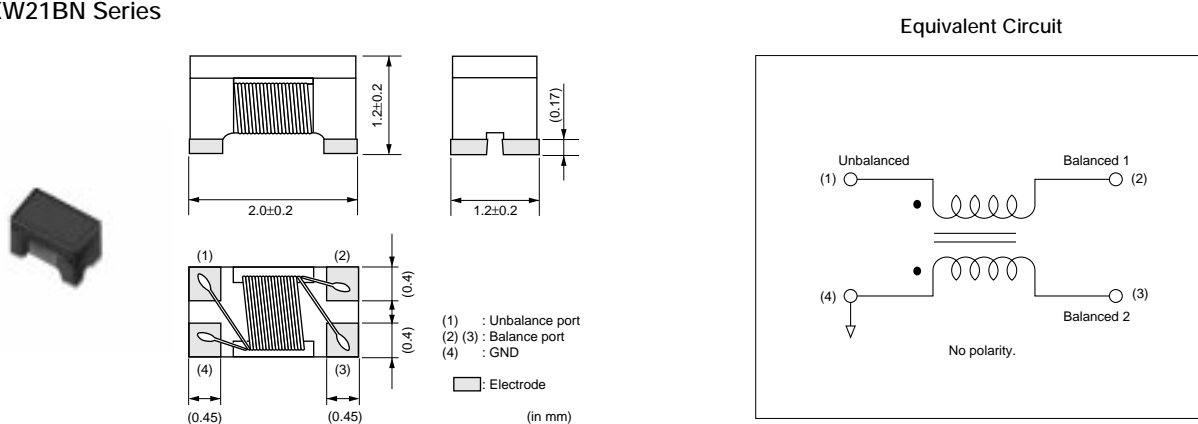 W21BN Series
1.2±0.2
(0.17)
2.0±0.2
1.2±0.2
(1)
(2)
(0.4)
(0.4)
(4)
(3)
(0.45)
(0.45)
(1) : Unbalance port
(2) (3) : Balance port
(4) : GND
: Electrode
(in mm)
Equivalent Circuit
Unbalanced
Balanced 1
(1)
(2)
(4)
(3)
Balanced 2
No polarity.